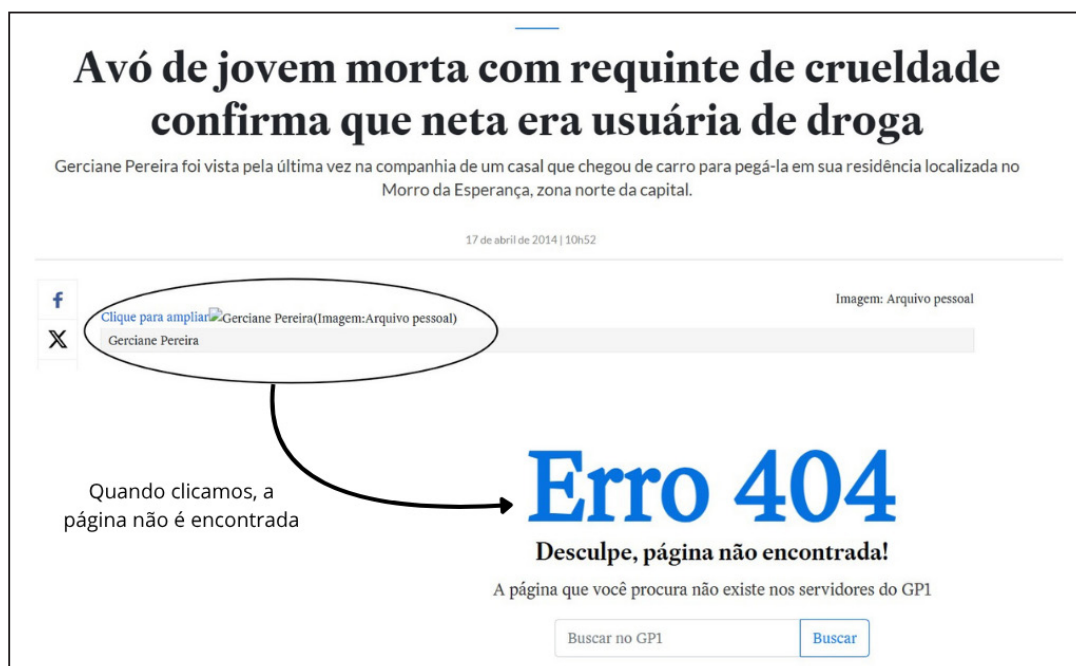 Avó de jovem morta com requinte de crueldade
confirma que neta era usuária de droga
Gerciane Pereira foi vista pela última vez na companhia de um casal que chegou de carro para pegá-la em sua residência localizada no
Morro da Esperança, zona norte da capital.
17 de abril de 2014 | 10h52
Imagem: Arquivo pessoal
Clique para ampliar Gerciane Pereira(Imagem:Arquivo pessoal)
Gerciane Pereira
Quando clicamos, a
página não é encontrada
Erro 404
Desculpe, página não encontrada!
A página que você procura não existe nos servidores do GP1
Buscar no GP1
Buscar